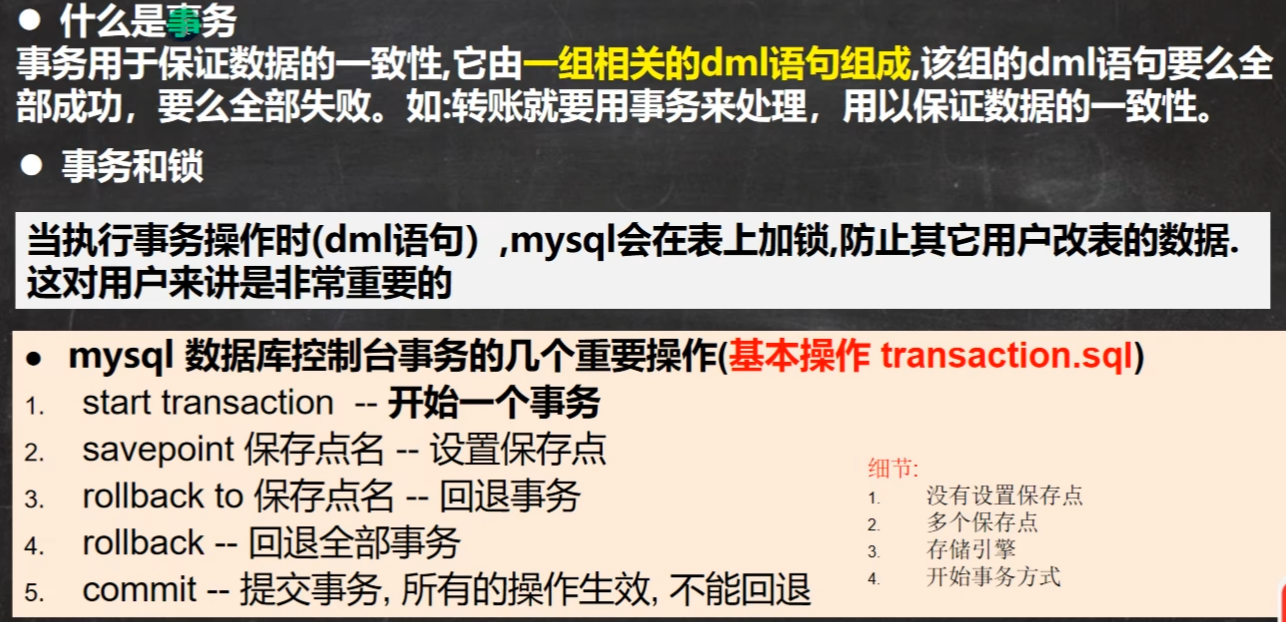 ● 什么是事务
事务用于保证数据的一致性,它由一组相关的dml语句组成,该组的dml语句要么全
部成功，要么全部失败。如:转账就要用事务来处理，用以保证数据的一致性。
● 事务和锁
当执行事务操作时(dml语句）,mysql会在表上加锁,防止其它用户改表的数据.
这对用户来讲是非常重要的
● mysql 数据库控制台事务的几个重要操作(基本操作 transaction.sql)
1. start transaction -- 开始一个事务
2. savepoint 保存点名 -- 设置保存点
3. rollback to 保存点名 -- 回退事务
4. rollback -- 回退全部事务
5. commit -- 提交事务, 所有的操作生效, 不能回退
细节:
1. 没有设置保存点
2. 多个保存点
3. 存储引擎
4. 开始事务方式